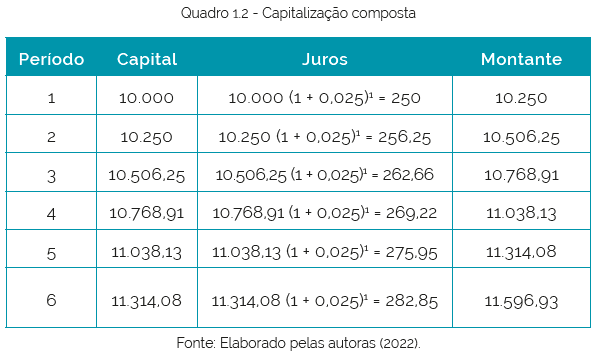 Quadro 1.2 - Capitalização composta
Período Capital Juros Montante
1 10.000 10.000 (1 + 0,025)¹ = 250 10.250
2 10.250 10.250 (1 + 0,025)¹ = 256,25 10.506,25
3 10.506,25 10.506,25 (1 + 0,025)¹ = 262,66 10.768,91
4 10.768,91 10.768,91 (1 + 0,025)¹ = 269,22 11.038,13
5 11.038,13 11.038,13 (1 + 0,025)¹ = 275,95 11.314,08
6 11.314,08 11.314,08 (1 + 0,025)¹ = 282,85 11.596,93
Fonte: Elaborado pelas autoras (2022).